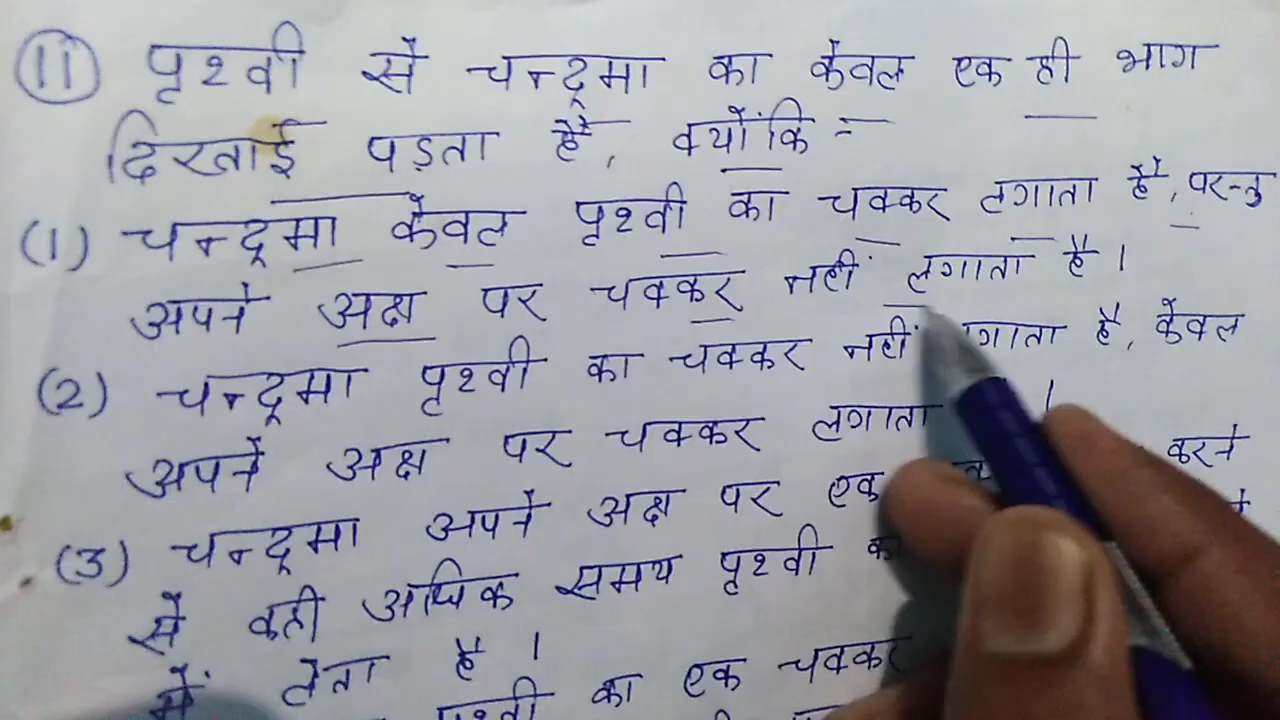 11 पृथ्वी से चन्द्रमा का केवल एक ही भाग
दिखाई पड़ता है, क्योंकि -
(1) चन्द्रमा केवल पृथ्वी का चक्कर लगाता है, परन्तु
अपने अक्ष पर चक्कर नहीं लगाता है।
(2) चन्द्रमा पृथ्वी का चक्कर नहीं गाता है, केवल
अपने अक्ष पर चक्कर लगाता ।
(3) चन्द्रमा अपने अक्ष पर एक करने
से कहीं अधिक समय पृथ्वी का
में लेता है ।
पृथ्वी का एक चक्कर